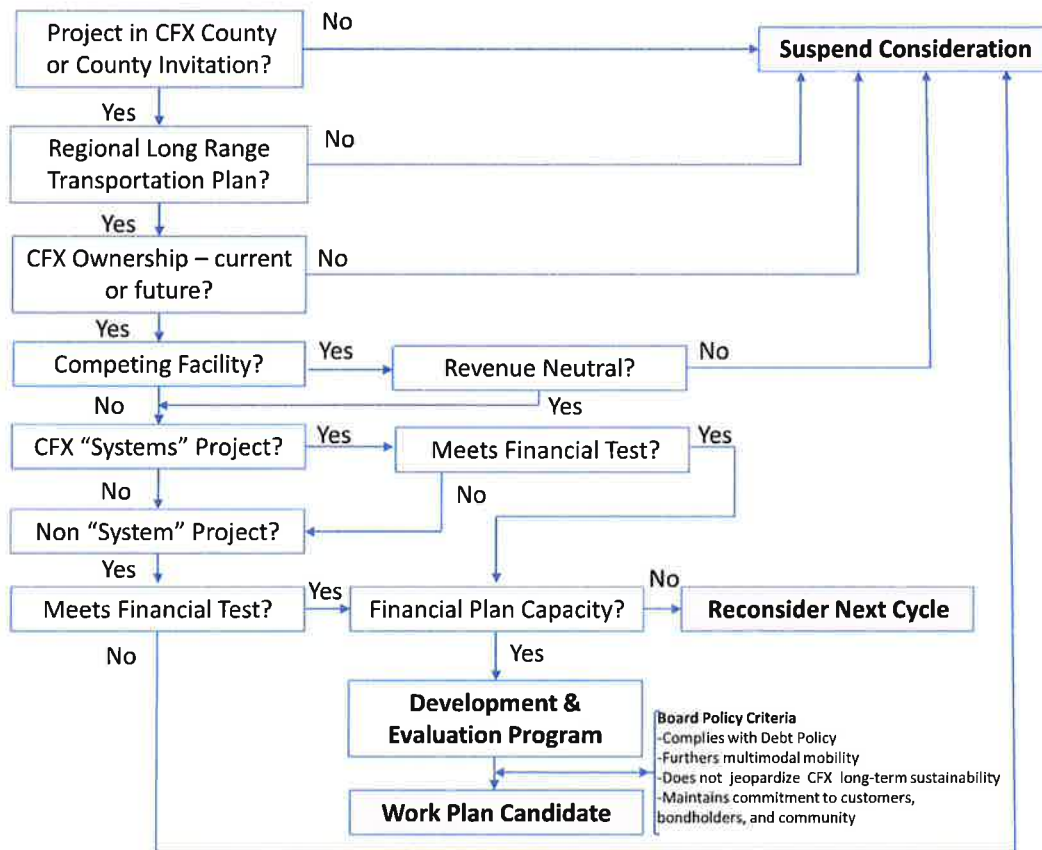 Project in CFX County
or County Invitation?
No
Suspend Consideration
Yes
Regional Long Range
Transportation Plan?
No
Yes
CFX Ownership – current
or future?
No
Yes
Competing Facility?
Yes
Revenue Neutral?
No
No
Yes
CFX “Systems” Project?
Yes
Meets Financial Test?
Yes
No
No
Non “System” Project?
Yes
Meets Financial Test?
Yes
Financial Plan Capacity?
No
Reconsider Next Cycle
No
Yes
Development &
Evaluation Program
Board Policy Criteria
-Complies with Debt Policy
-Furthers multimodal mobility
-Does not jeopardize CFX long-term sustainability
-Maintains commitment to customers,
bondholders, and community
Work Plan Candidate